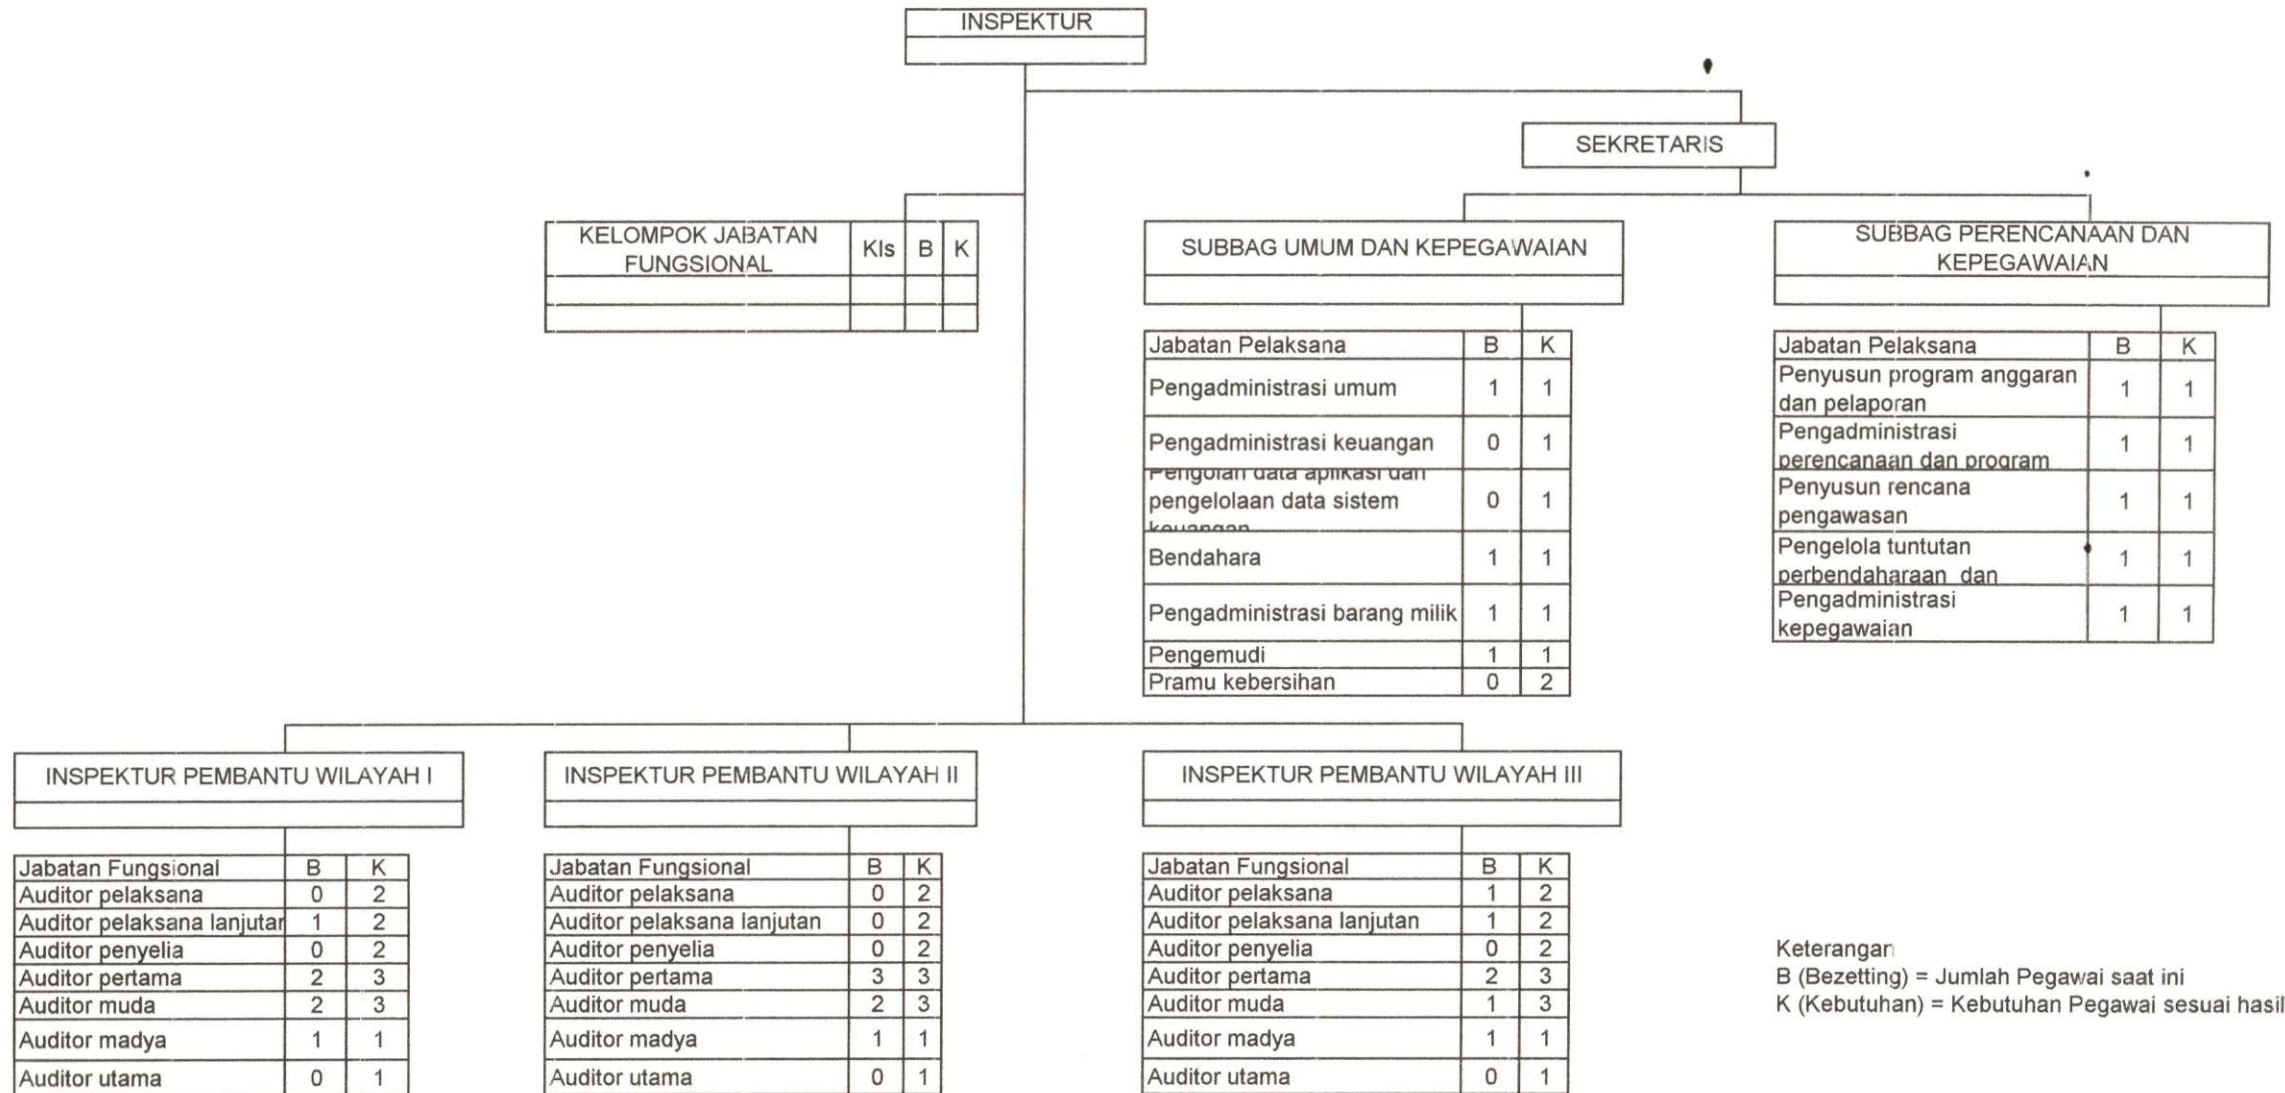 INSPEKTUR
SEKRETARIS
KELOMPOK JABATAN
FUNGSIONAL
Kls B K
SUBBAG UMUM DAN KEPEGAWAIAN
SUBBAG PERENCANAAN DAN
KEPEGAWAIAN
Jabatan Pelaksana B K
Pengadministrasi umum 1 1
Pengadministrasi keuangan 0 1
Pengolah data aplikasi dan
pengelolaan data sistem 0 1
keuangan
Bendahara 1 1
Pengadministrasi barang milik 1 1
Pengemudi 1 1
Pramu kebersihan 0 2
Jabatan Pelaksana B K
Penyusun program anggaran
dan pelaporan 1 1
Pengadministrasi
perencanaan dan program 1 1
Penyusun rencana
pengawasan 1 1
Pengelola tuntutan
perbendaharaan dan 1 1
Pengadministrasi
kepegawaian 1 1
INSPEKTUR PEMBANTU WILAYAH I
Jabatan Fungsional B K
Auditor pelaksana 0 2
Auditor pelaksana lanjutan 1 2
Auditor penyelia 0 2
Auditor pertama 2 3
Auditor muda 2 3
Auditor madya 1 1
Auditor utama 0 1
INSPEKTUR PEMBANTU WILAYAH II
Jabatan Fungsional B K
Auditor pelaksana 0 2
Auditor pelaksana lanjutan 0 2
Auditor penyelia 0 2
Auditor pertama 3 3
Auditor muda 2 3
Auditor madya 1 1
Auditor utama 0 1
INSPEKTUR PEMBANTU WILAYAH III
Jabatan Fungsional B K
Auditor pelaksana 1 2
Auditor pelaksana lanjutan 1 2
Auditor penyelia 0 2
Auditor pertama 2 3
Auditor muda 1 3
Auditor madya 1 1
Auditor utama 0 1
Keterangan
B (Bezetting) = Jumlah Pegawai saat ini
K (Kebutuhan) = Kebutuhan Pegawai sesuai hasil